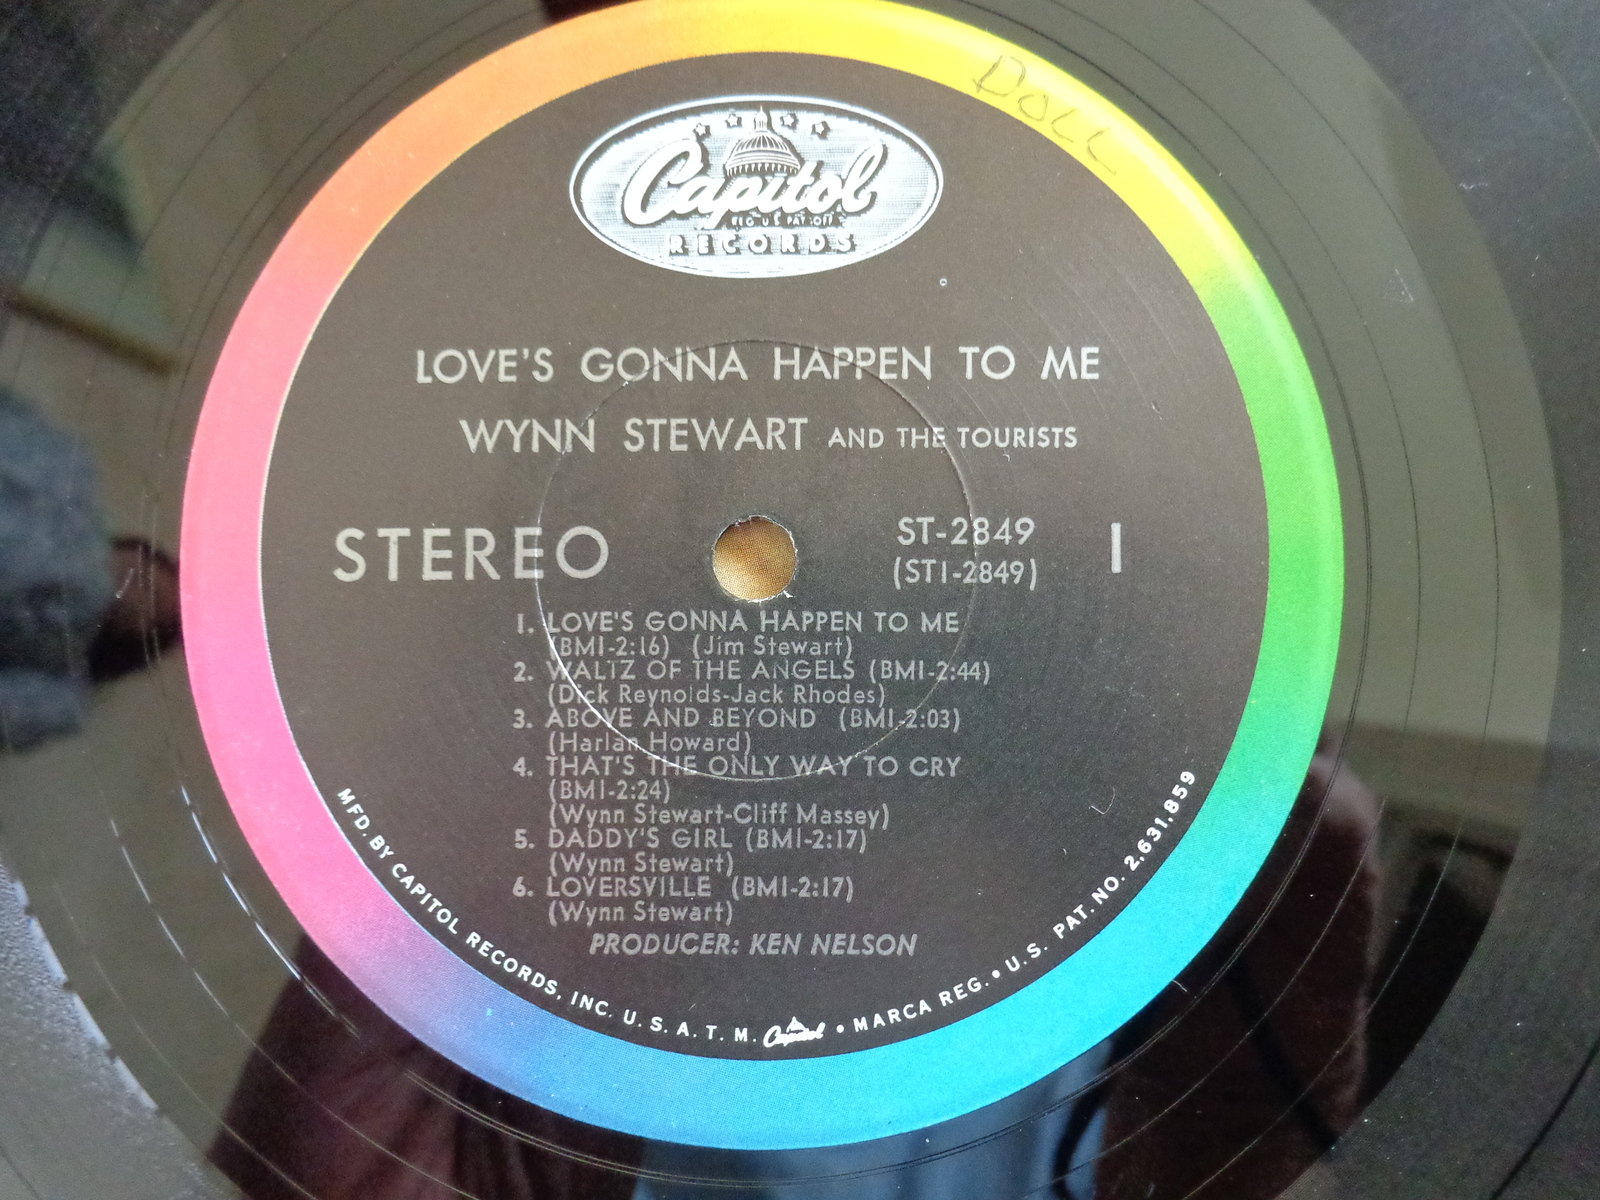 DOLL
Capitol
REG. U.S. PAT. OFF.
RECORDS
LOVE'S GONNA HAPPEN TO ME
WYNN STEWART AND THE TOURISTS
STEREO
ST-2849
(ST1-2849)
1
1. LOVE'S GONNA HAPPEN TO ME
(BMI-2:16) (Jim Stewart)
2. WALTZ OF THE ANGELS (BMI-2:44)
(Dick Reynolds-Jack Rhodes)
3. ABOVE AND BEYOND (BMI-2:03)
(Harlan Howard)
4. THAT'S THE ONLY WAY TO CRY
(BMI-2:24)
(Wynn Stewart-Cliff Massey)
5. DADDY'S GIRL (BMI-2:17)
(Wynn Stewart)
6. LOVERSVILLE (BMI-2:17)
(Wynn Stewart)
PRODUCER: KEN NELSON
MFD. BY CAPITOL RECORDS, INC. U.S.A. T.M. Capitol • MARCA REG. • U.S. PAT. NO. 2,631,859